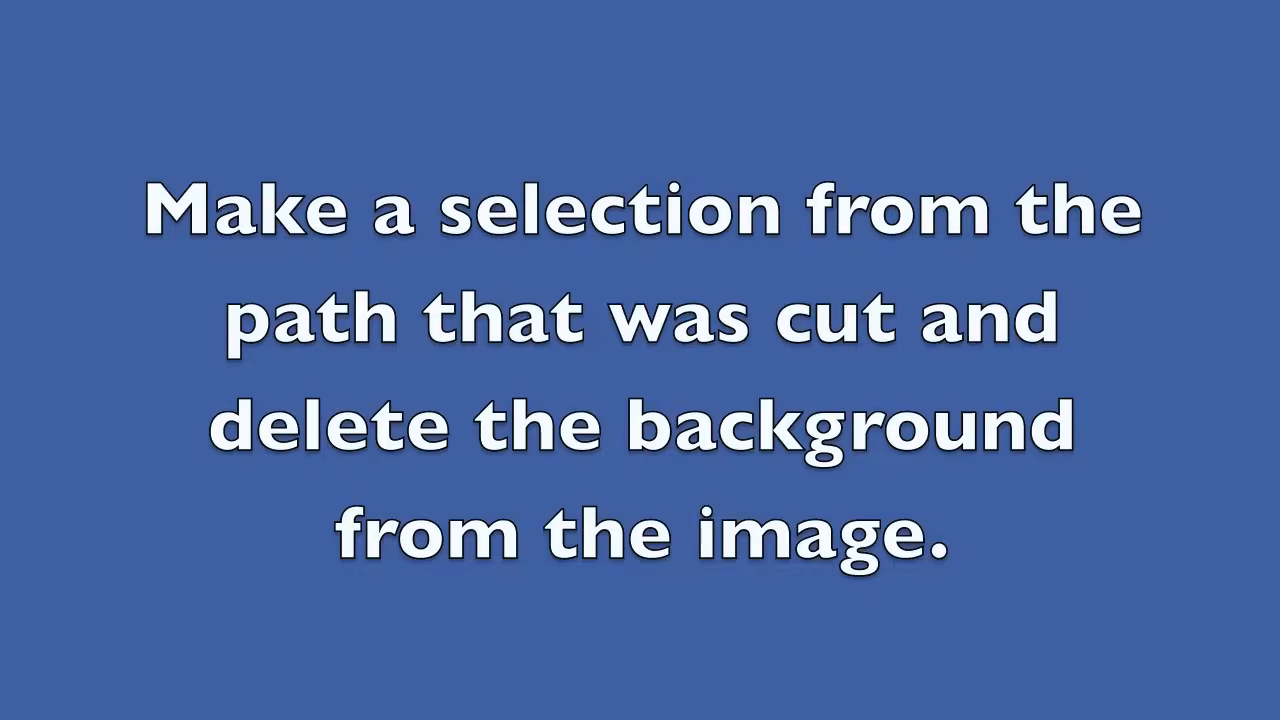 Make a selection from the
path that was cut and
delete the background
from the image.